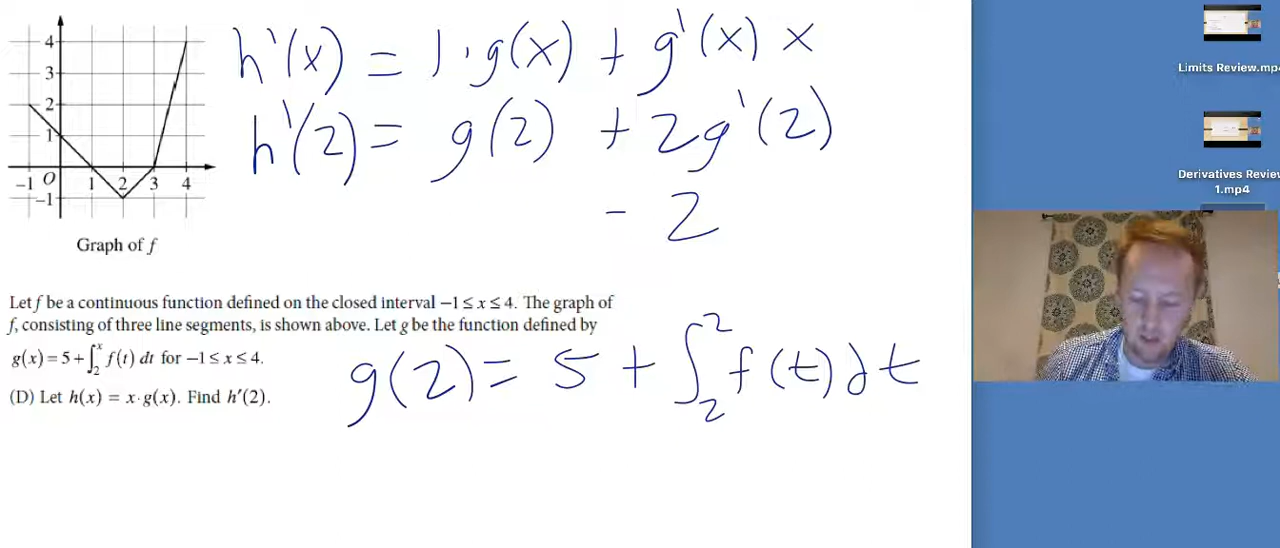 4
3
2
1
-1 O 1 2 3 4
-1
Graph of f
h'(x) = 1·g(x) + g'(x) x
h'(2) = g(2) + 2g'(2)
- 2
Let f be a continuous function defined on the closed interval −1 ≤ x ≤ 4. The graph of
f, consisting of three line segments, is shown above. Let g be the function defined by
g(x) = 5 + ∫₂ˣ f(t) dt for −1 ≤ x ≤ 4.
(D) Let h(x) = x·g(x). Find h′(2).
g(2) = 5 + ∫₂² f(t) dt
Limits Review.mp4
Derivatives Revie
1.mp4